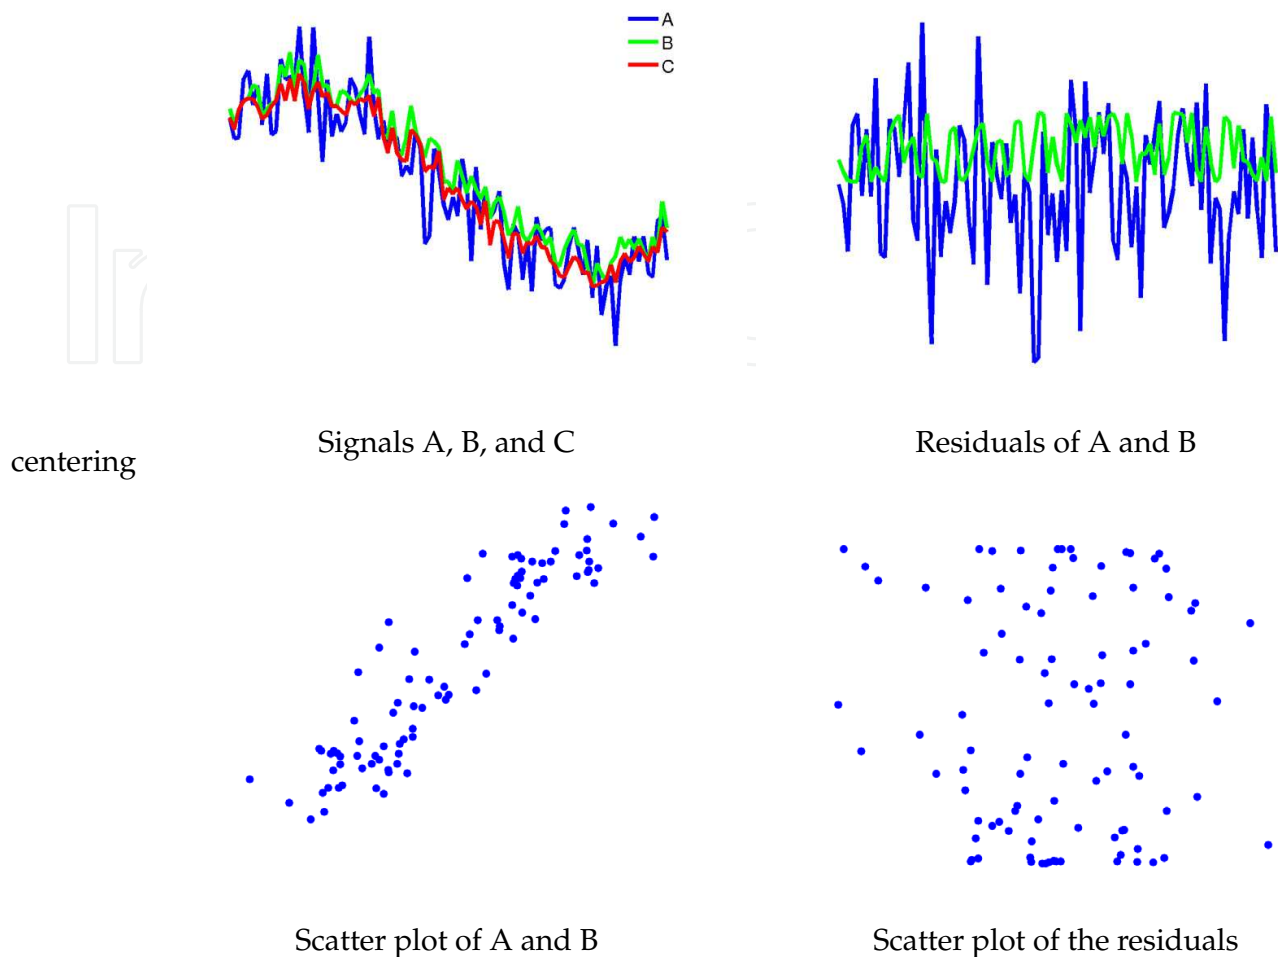 A
B
C
Signals A, B, and C
Residuals of A and B
centering
Scatter plot of A and B
Scatter plot of the residuals